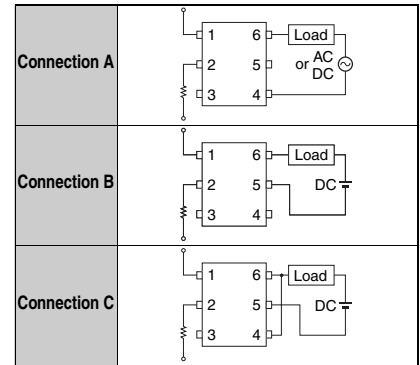 Connection A
1 6 Load
2 5 or AC
DC
3 4
Connection B
1 6 Load
2 5 DC
3 4
Connection C
1 6 Load
2 5 DC
3 4